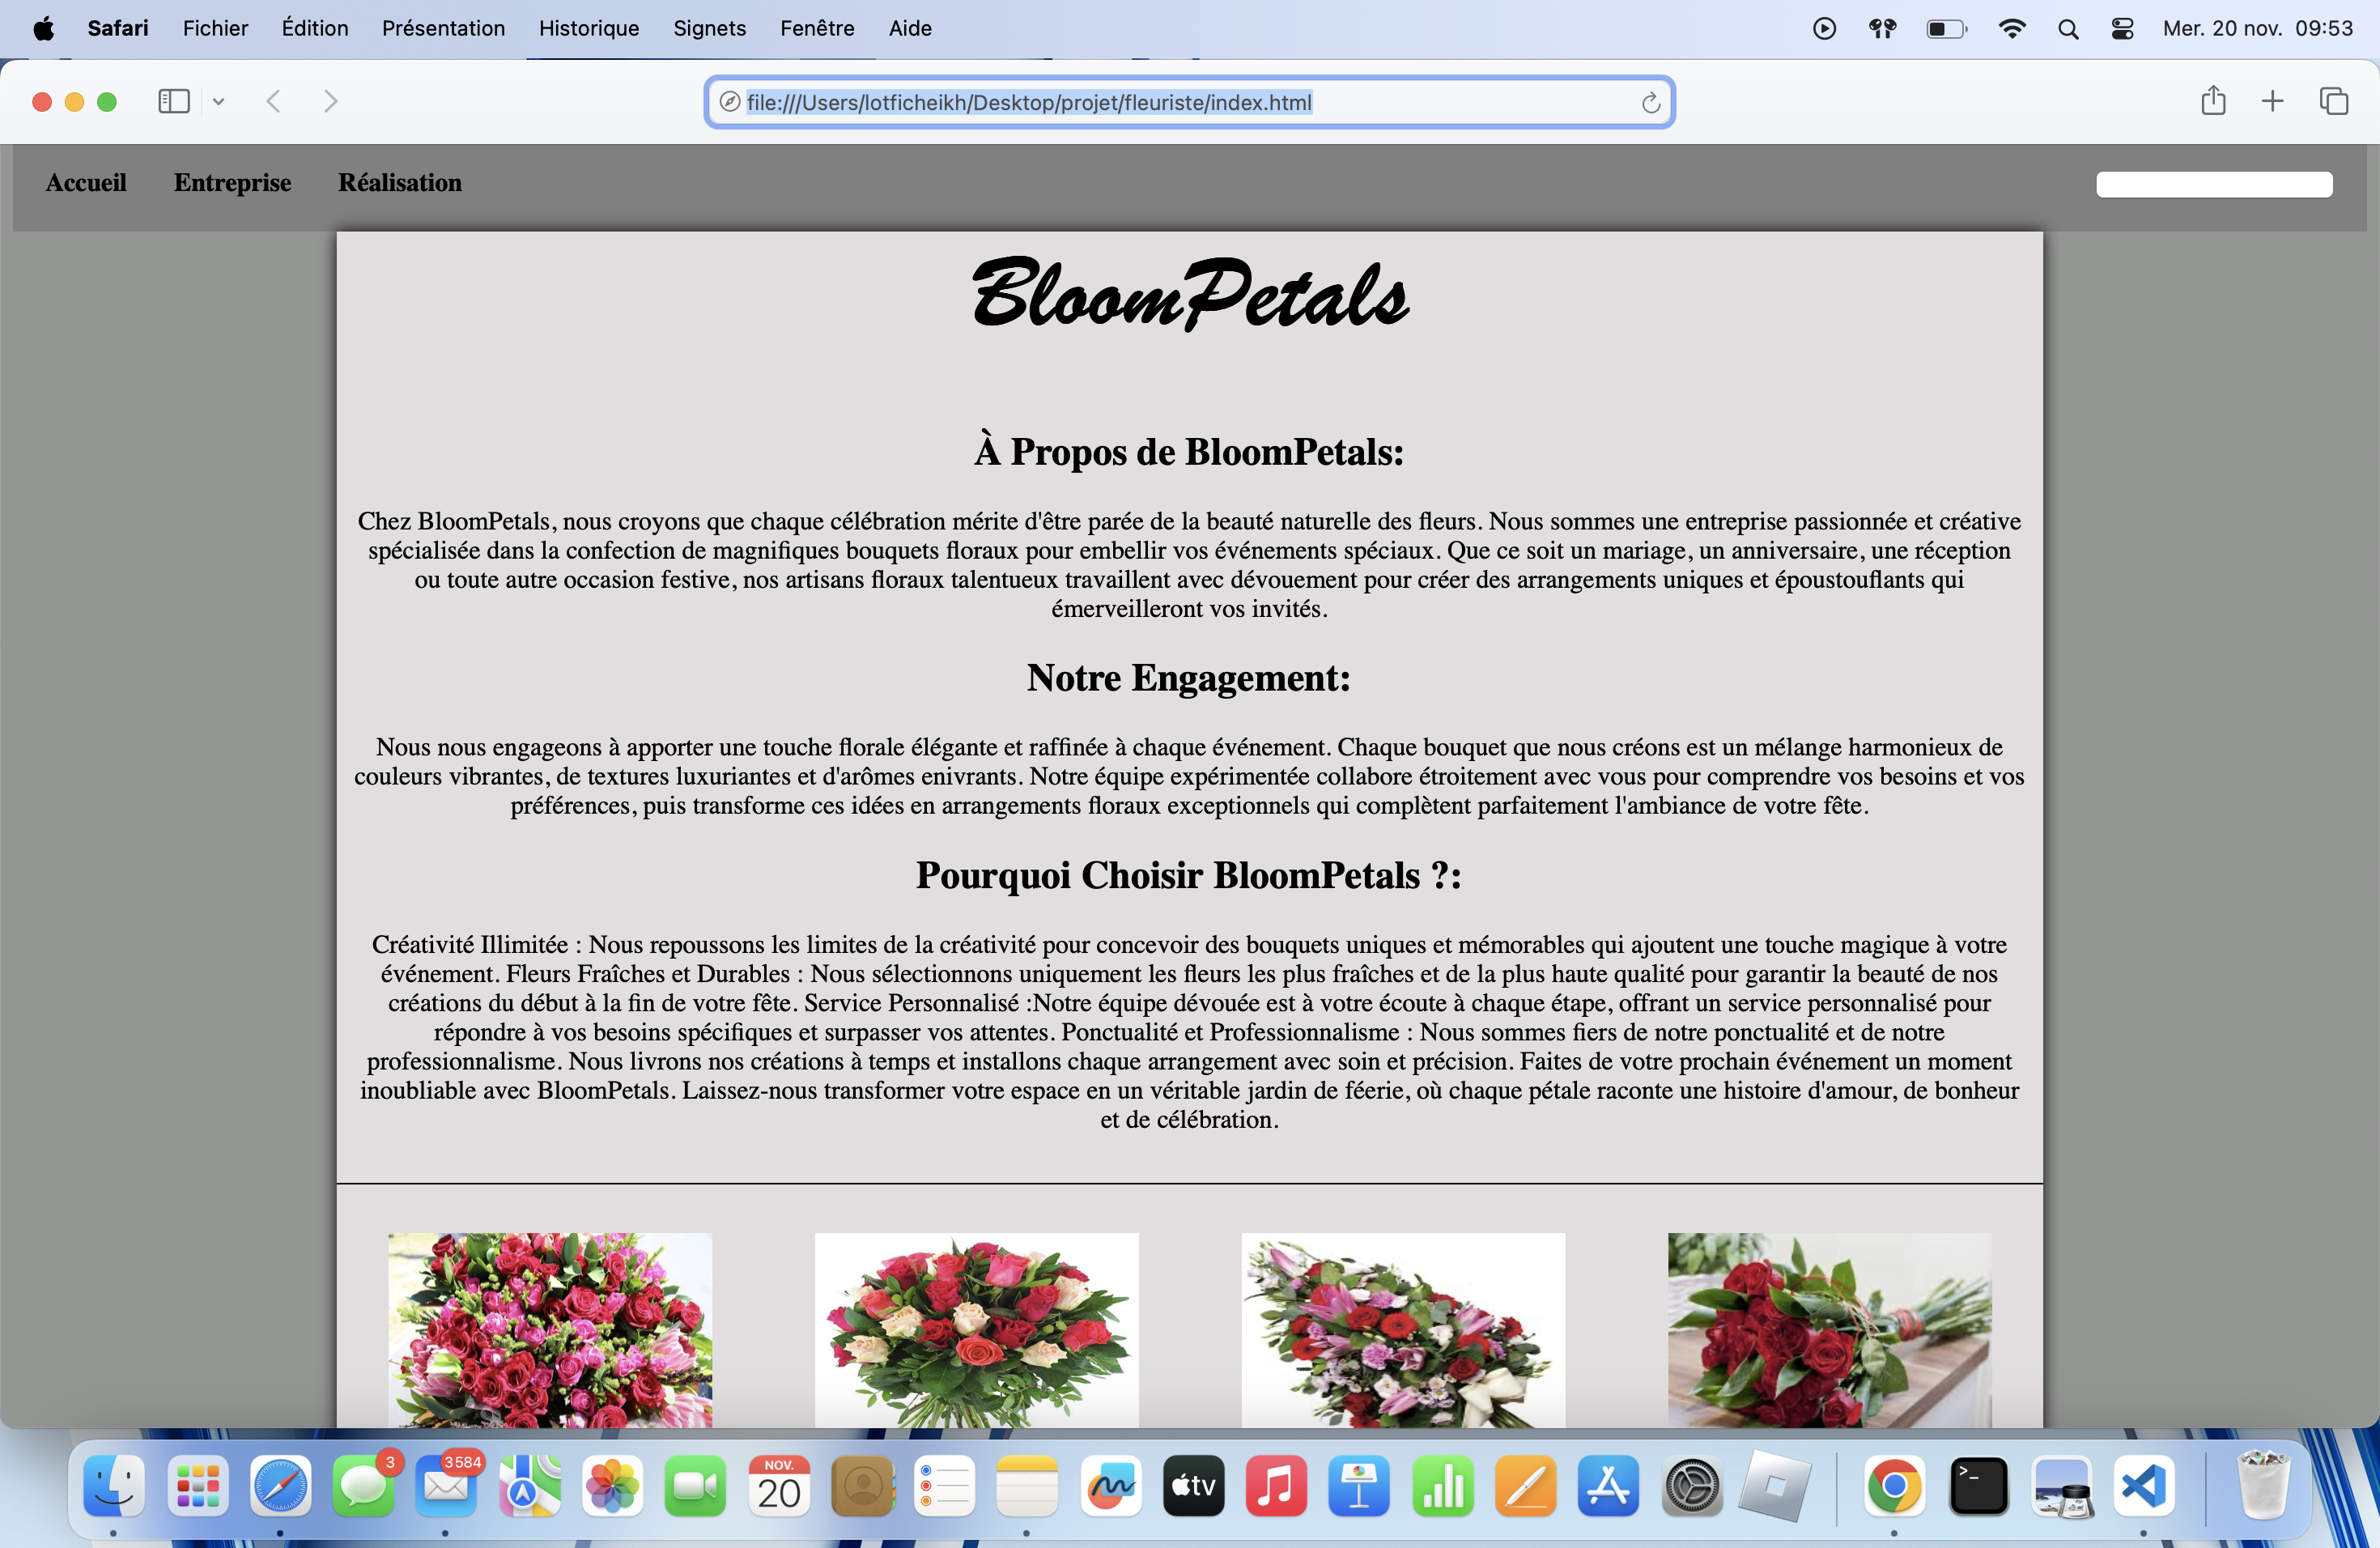 Safari Fichier Édition Présentation Historique Signets Fenêtre Aide Mer. 20 nov. 09:53
file:///Users/lotficheikh/Desktop/projet/fleuriste/index.html
Accueil Entreprise Réalisation
BloomPetals
À Propos de BloomPetals:
Chez BloomPetals, nous croyons que chaque célébration mérite d'être parée de la beauté naturelle des fleurs. Nous sommes une entreprise passionnée et créative
spécialisée dans la confection de magnifiques bouquets floraux pour embellir vos événements spéciaux. Que ce soit un mariage, un anniversaire, une réception
ou toute autre occasion festive, nos artisans floraux talentueux travaillent avec dévouement pour créer des arrangements uniques et époustouflants qui
émerveilleront vos invités.
Notre Engagement:
Nous nous engageons à apporter une touche florale élégante et raffinée à chaque événement. Chaque bouquet que nous créons est un mélange harmonieux de
couleurs vibrantes, de textures luxuriantes et d'arômes enivrants. Notre équipe expérimentée collabore étroitement avec vous pour comprendre vos besoins et vos
préférences, puis transforme ces idées en arrangements floraux exceptionnels qui complètent parfaitement l'ambiance de votre fête.
Pourquoi Choisir BloomPetals ?:
Créativité Illimitée : Nous repoussons les limites de la créativité pour concevoir des bouquets uniques et mémorables qui ajoutent une touche magique à votre
événement. Fleurs Fraîches et Durables : Nous sélectionnons uniquement les fleurs les plus fraîches et de la plus haute qualité pour garantir la beauté de nos
créations du début à la fin de votre fête. Service Personnalisé :Notre équipe dévouée est à votre écoute à chaque étape, offrant un service personnalisé pour
répondre à vos besoins spécifiques et surpasser vos attentes. Ponctualité et Professionnalisme : Nous sommes fiers de notre ponctualité et de notre
professionnalisme. Nous livrons nos créations à temps et installons chaque arrangement avec soin et précision. Faites de votre prochain événement un moment
inoubliable avec BloomPetals. Laissez-nous transformer votre espace en un véritable jardin de féerie, où chaque pétale raconte une histoire d'amour, de bonheur
et de célébration.
3 3 584 NOV.
20 tv >_